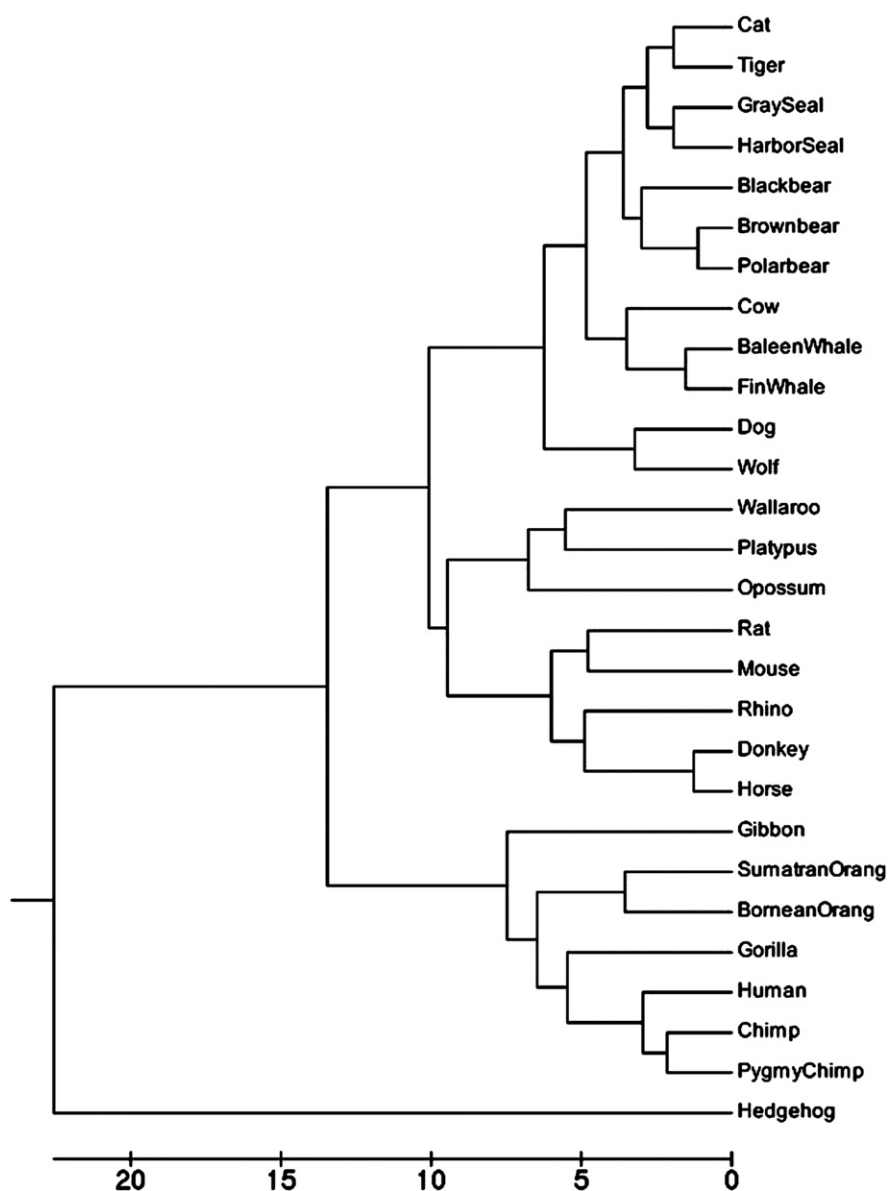 Cat
Tiger
GraySeal
HarborSeal
Blackbear
Brownbear
Polarbear
Cow
BaleenWhale
FinWhale
Dog
Wolf
Wallaroo
Platypus
Opossum
Rat
Mouse
Rhino
Donkey
Horse
Gibbon
SumatranOrang
BorneanOrang
Gorilla
Human
Chimp
PygmyChimp
Hedgehog
20 15 10 5 0